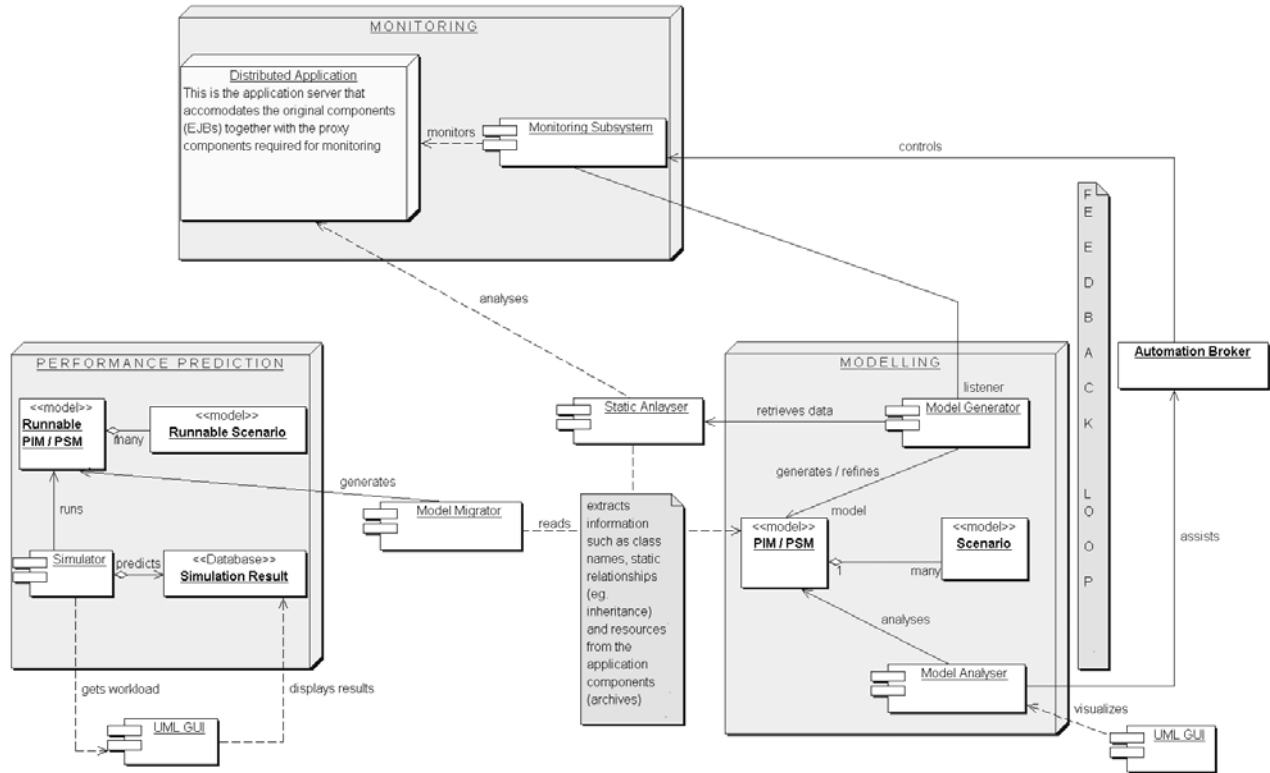 MONITORING
Distributed Application
This is the application server that
accomodates the original components
(EJBs) together with the proxy
components required for monitoring
monitors
Monitoring Subsystem
controls
analyses
FEEDBACK LOOP
PERFORMANCE PREDICTION
<<model>>
Runnable
PIM / PSM
many
<<model>>
Runnable Scenario
runs
generates
Simulator
predicts
<<Database>>
Simulation Result
gets workload
displays results
UML GUI
Model Migrator
reads
Static Anlayser
retrieves data
extracts
information
such as class
names, static
relationships
(eg.
inheritance)
and resources
from the
application
components
(archives)
MODELLING
listener
Model Generator
generates / refines
model
<<model>>
PIM / PSM
1
many
<<model>>
Scenario
analyses
Model Analyser
visualizes
UML GUI
Automation Broker
assists